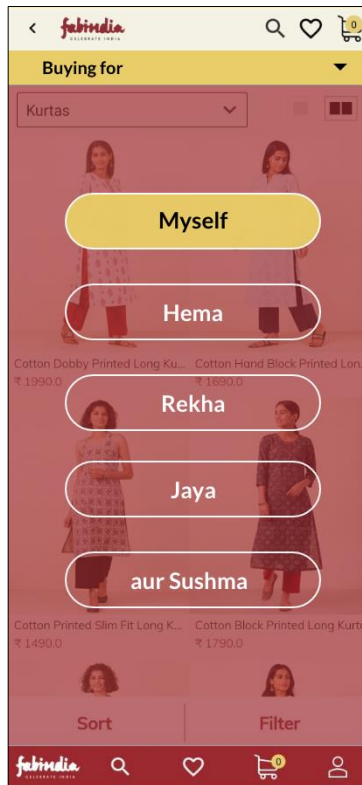 fabindia
CELEBRATE INDIA
0
Buying for
Kurtas
Myself
Hema
Cotton Dobby Printed Long Ku... Cotton Hand Block Printed Lon
₹ 1990.0 ₹ 1690.0
Rekha
Jaya
aur Sushma
Cotton Printed Slim Fit Long K... Cotton Block Printed Long Kurt
₹ 1490.0 ₹ 1790.0
Sort Filter
fabindia
CELEBRATE INDIA
0